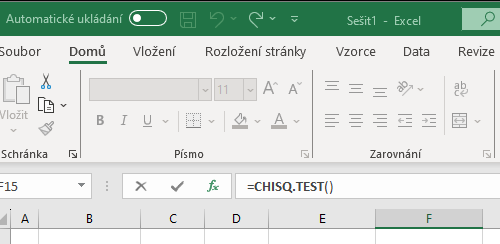 Automatické ukládání
Sešit1 - Excel
Soubor Domů Vložení Rozložení stránky Vzorce Data Revize
Vložit
11 A A
B I U A
ab
Schránka Písmo Zarovnání
F15 fx =CHISQ.TEST()
A B C D E F